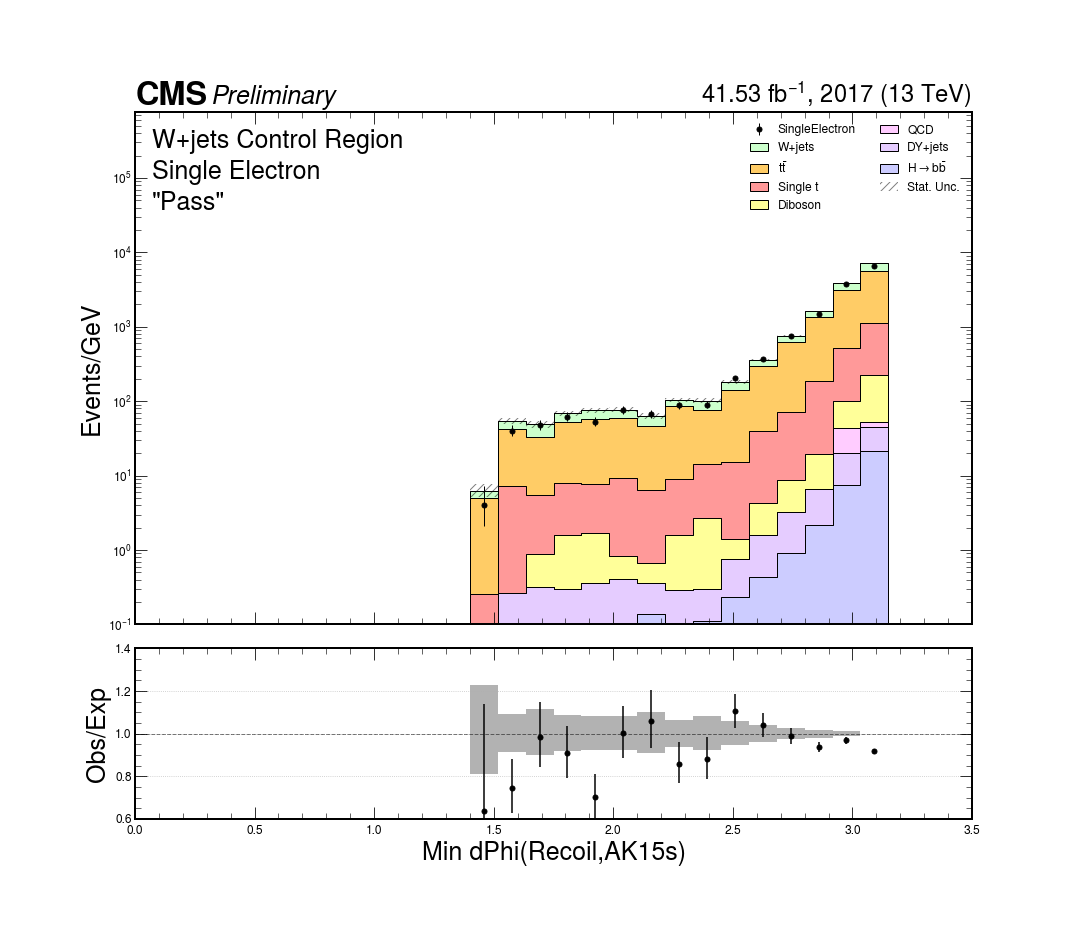 CMS Preliminary
41.53 fb⁻¹, 2017 (13 TeV)
W+jets Control Region
Single Electron
"Pass"
SingleElectron
W+jets
tt̄
Single t
Diboson
QCD
DY+jets
H→bb̄
Stat. Unc.
Events/GeV
10⁵
10⁴
10³
10²
10¹
10⁰
10⁻¹
Obs/Exp
1.4
1.2
1.0
0.8
0.6
0.0 0.5 1.0 1.5 2.0 2.5 3.0 3.5
Min dPhi(Recoil,AK15s)